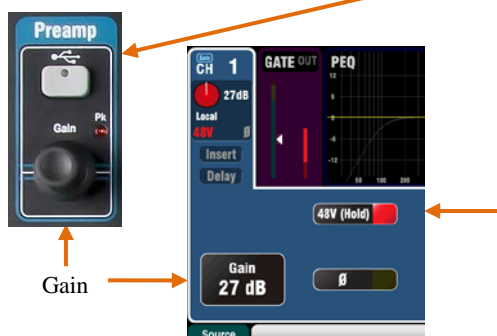 Preamp
Pk
Gain
Gain
CH 1
27dB
Local
48V Ø
Insert
Delay
GATE OUT
PEQ
12
6
0
-6
-12
50 100 200
48V (Hold)
Gain
27 dB
Ø
Source